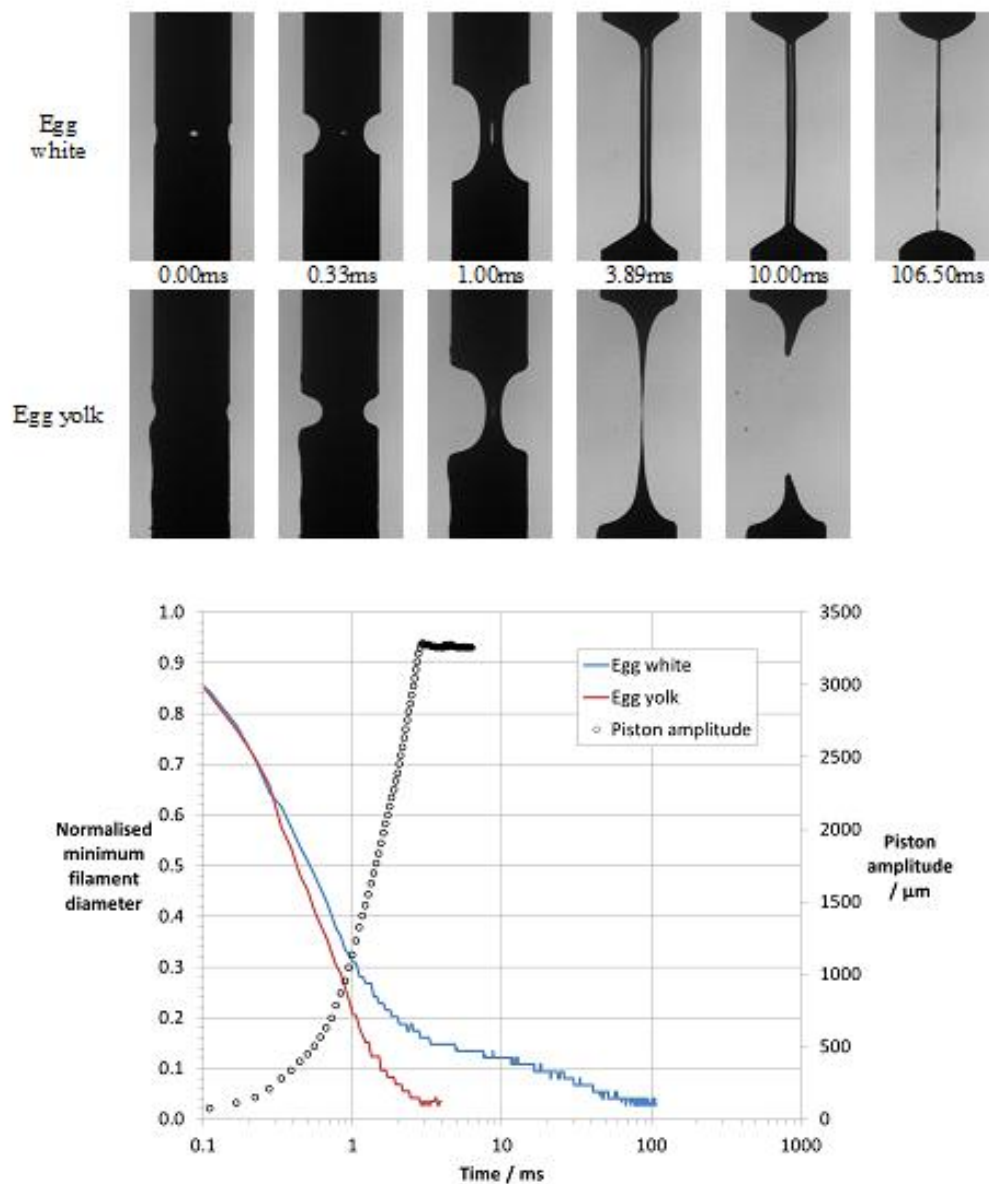 Egg
white
0.00ms 0.33ms 1.00ms 3.89ms 10.00ms 106.50ms
Egg yolk
1.0 3500
0.9
3000
0.8
0.7 2500
0.6
2000
0.5
1500
0.4
0.3 1000
0.2
500
0.1
0.0 0
Egg white
Egg yolk
Piston amplitude
Normalised
minimum
filament
diameter
Piston
amplitude
/ μm
0.1 1 10 100 1000
Time / ms